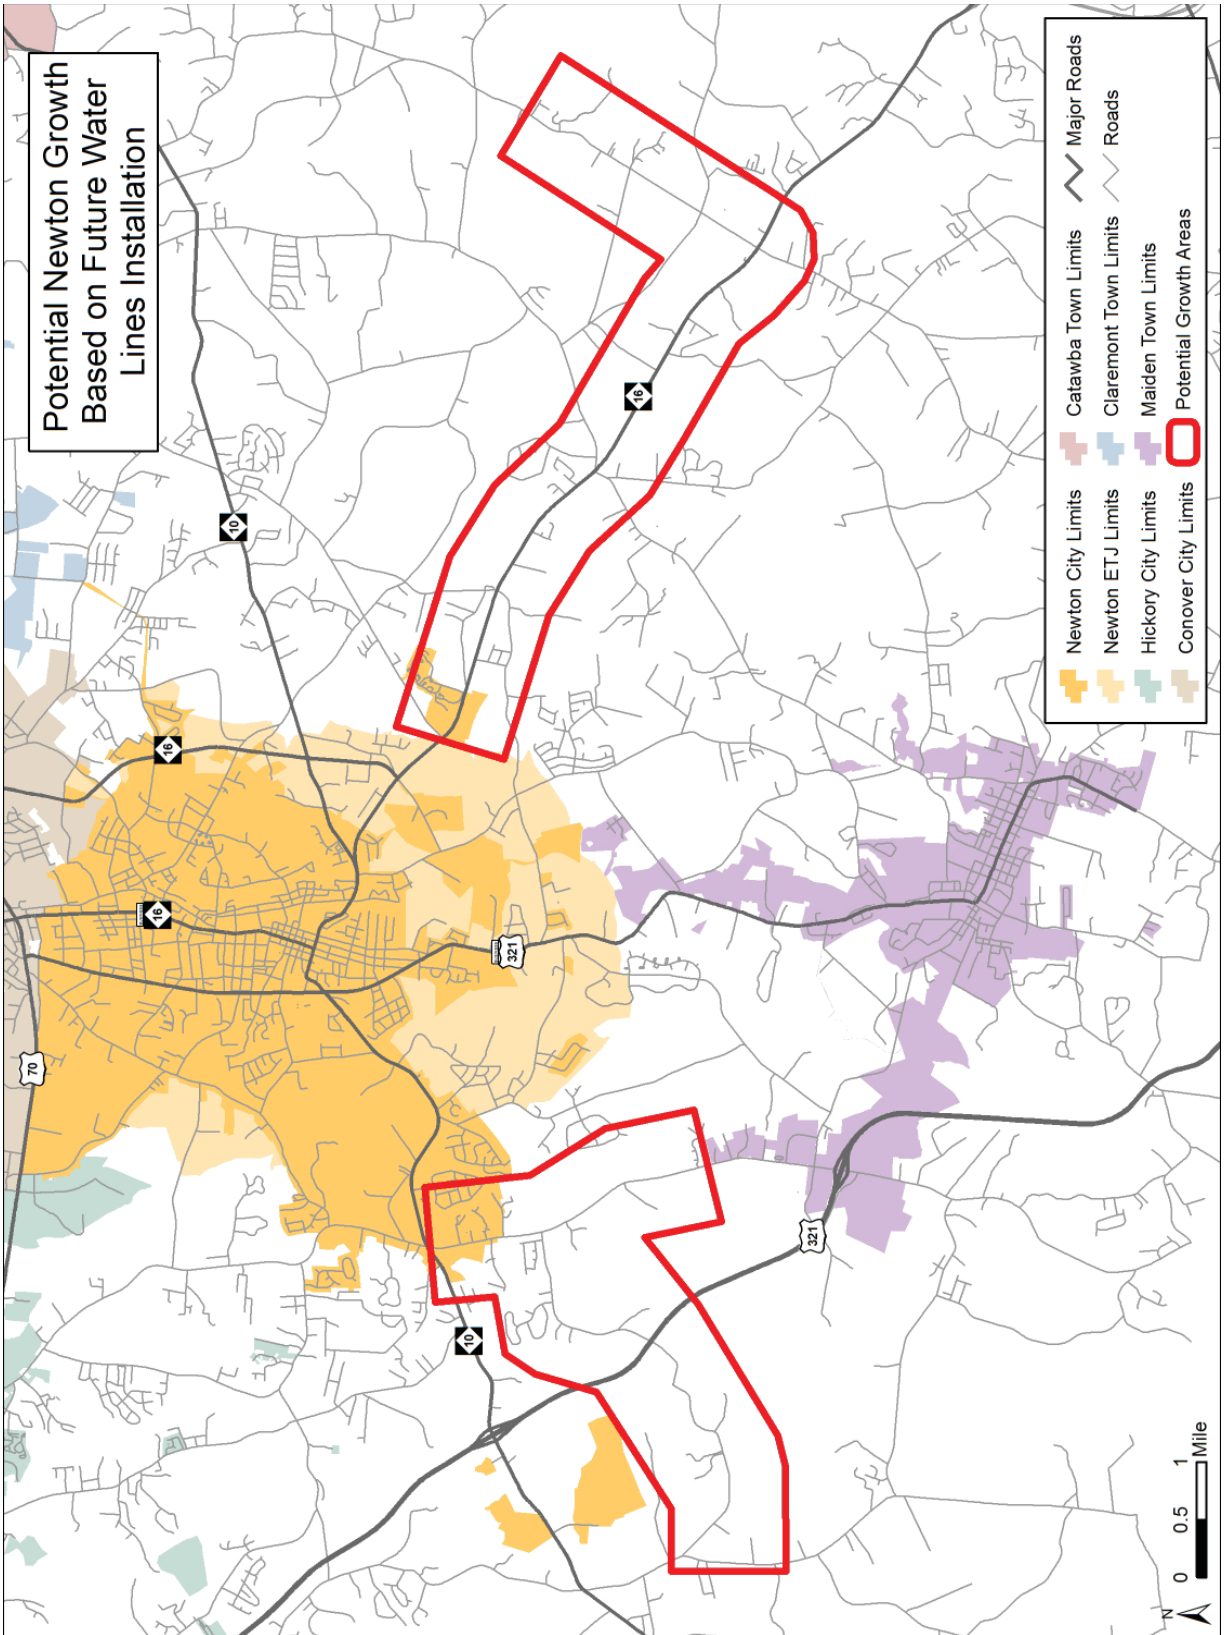 Potential Newton Growth
Based on Future Water
Lines Installation
10
16
16
16
321
70
10
321
Newton City Limits
Newton ETJ Limits
Hickory City Limits
Conover City Limits
Catawba Town Limits
Claremont Town Limits
Maiden Town Limits
Potential Growth Areas
Major Roads
Roads
N
0 0.5 1
Mile